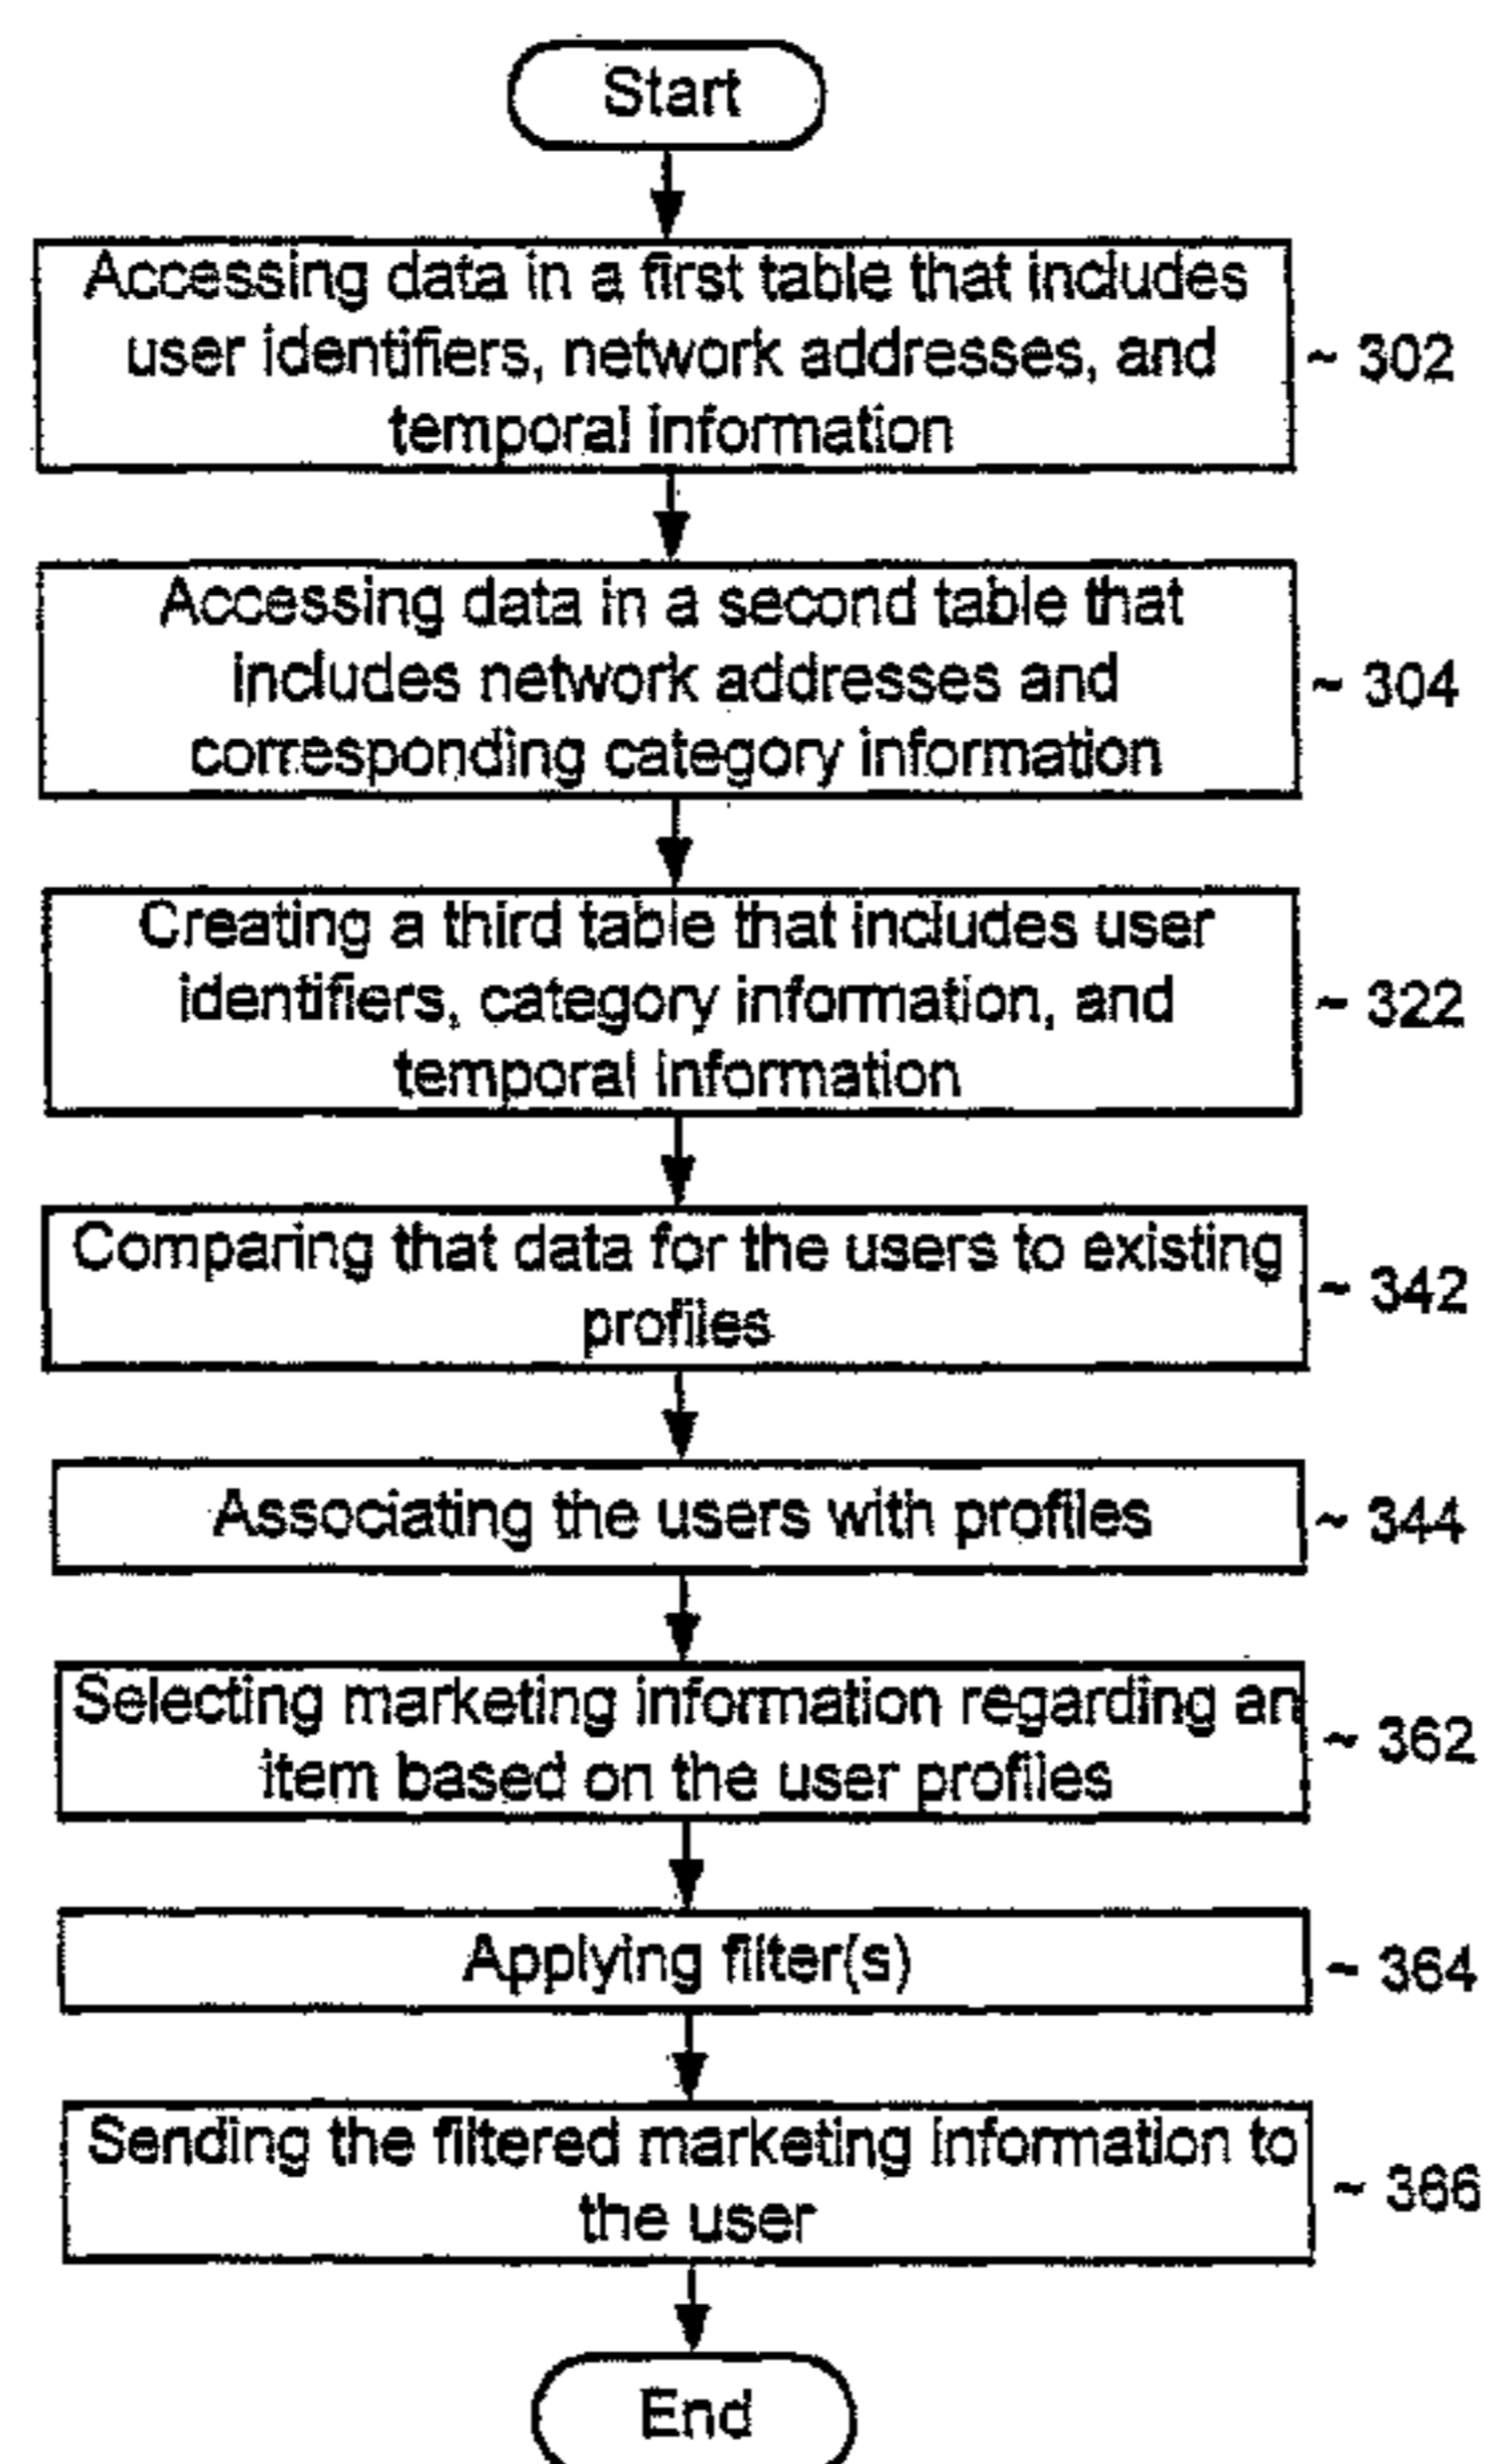 Start
Accessing data in a first table that includes
user identifiers, network addresses, and
temporal information
~ 302
Accessing data in a second table that
includes network addresses and
corresponding category information
~ 304
Creating a third table that includes user
identifiers, category information, and
temporal information
~ 322
Comparing that data for the users to existing
profiles
~ 342
Associating the users with profiles
~ 344
Selecting marketing information regarding an
item based on the user profiles
~ 362
Applying filter(s)
~ 364
Sending the filtered marketing information to
the user
~ 366
End